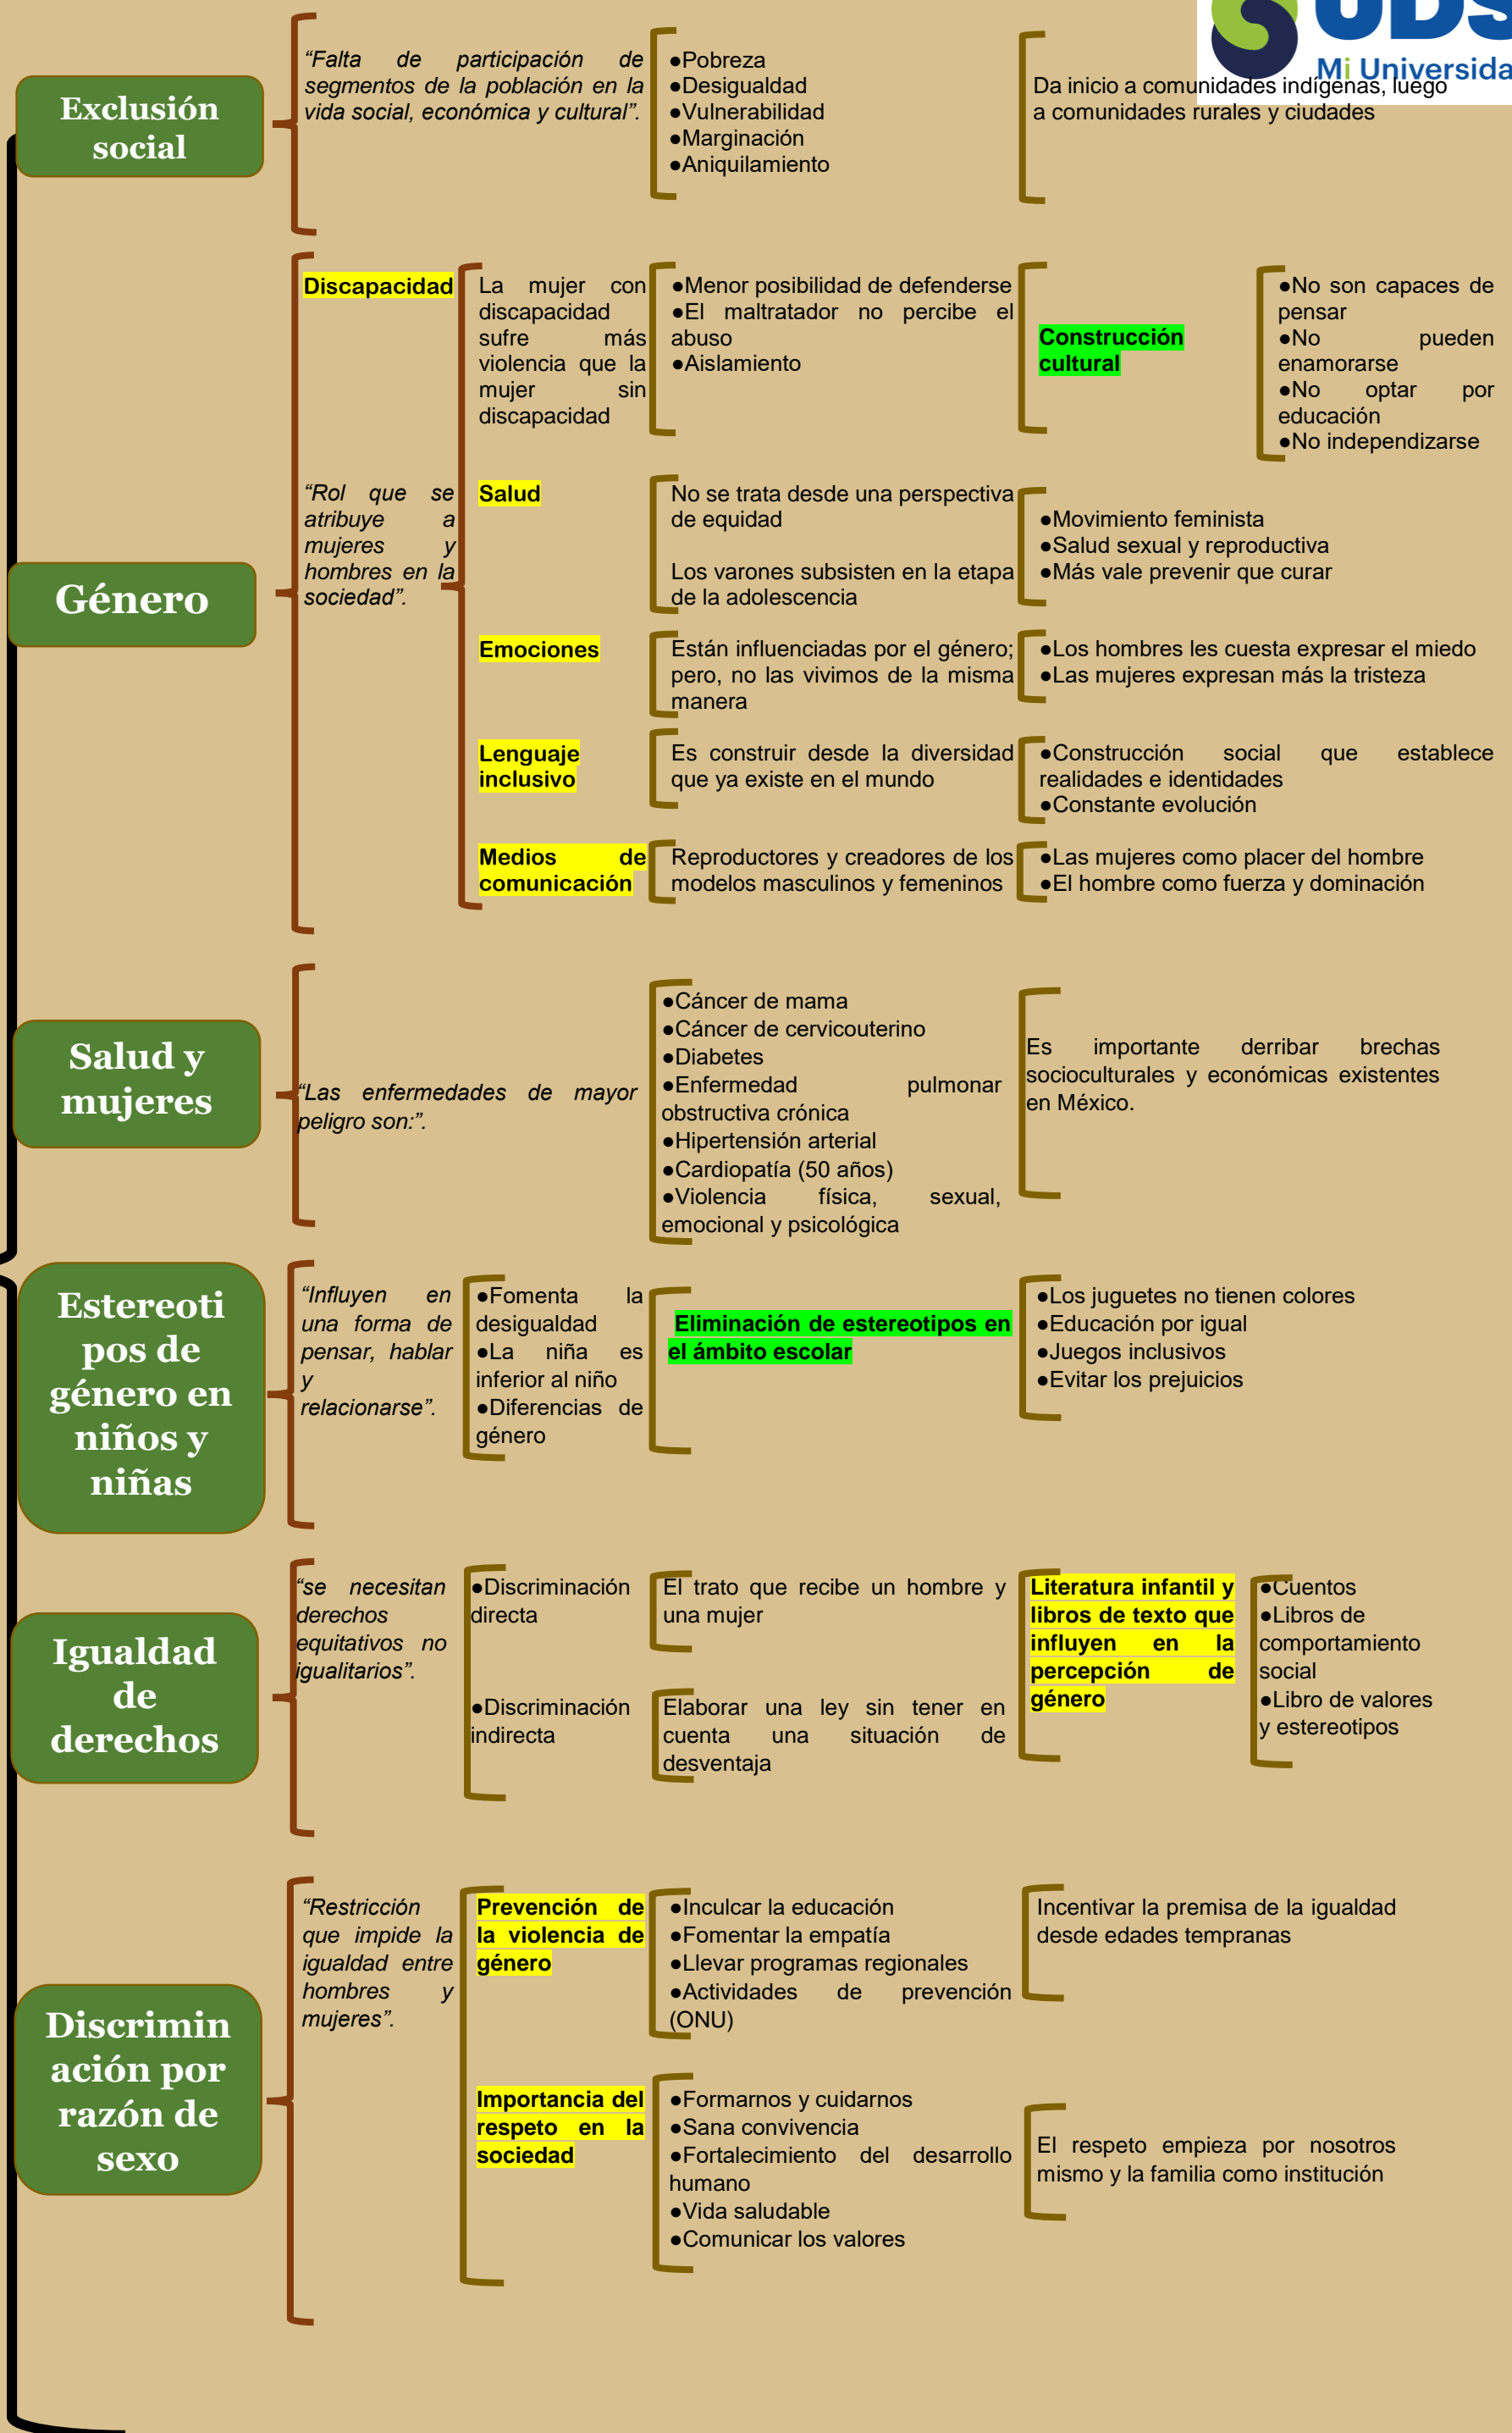 UDS
Mi Universida
Exclusión
social
“Falta de participación de
segmentos de la población en la
vida social, económica y cultural”.
●Pobreza
●Desigualdad
●Vulnerabilidad
●Marginación
●Aniquilamiento
Da inicio a comunidades indígenas, luego
a comunidades rurales y ciudades
Género
“Rol que se
atribuye a
mujeres y
hombres en la
sociedad”.
Discapacidad
La mujer con
discapacidad
sufre más
violencia que la
mujer sin
discapacidad
●Menor posibilidad de defenderse
●El maltratador no percibe el
abuso
●Aislamiento
Construcción
cultural
●No son capaces de
pensar
●No pueden
enamorarse
●No optar por
educación
●No independizarse
Salud
No se trata desde una perspectiva
de equidad
Los varones subsisten en la etapa
de la adolescencia
●Movimiento feminista
●Salud sexual y reproductiva
●Más vale prevenir que curar
Emociones
Están influenciadas por el género;
pero, no las vivimos de la misma
manera
●Los hombres les cuesta expresar el miedo
●Las mujeres expresan más la tristeza
Lenguaje
inclusivo
Es construir desde la diversidad
que ya existe en el mundo
●Construcción social que establece
realidades e identidades
●Constante evolución
Medios de
comunicación
Reproductores y creadores de los
modelos masculinos y femeninos
●Las mujeres como placer del hombre
●El hombre como fuerza y dominación
Salud y
mujeres
“Las enfermedades de mayor
peligro son:”.
●Cáncer de mama
●Cáncer de cervicouterino
●Diabetes
●Enfermedad pulmonar
obstructiva crónica
●Hipertensión arterial
●Cardiopatía (50 años)
●Violencia física, sexual,
emocional y psicológica
Es importante derribar brechas
socioculturales y económicas existentes
en México.
Estereoti
pos de
género en
niños y
niñas
“Influyen en
una forma de
pensar, hablar
y
relacionarse”.
●Fomenta la
desigualdad
●La niña es
inferior al niño
●Diferencias de
género
Eliminación de estereotipos en
el ámbito escolar
●Los juguetes no tienen colores
●Educación por igual
●Juegos inclusivos
●Evitar los prejuicios
Igualdad
de
derechos
“se necesitan
derechos
equitativos no
igualitarios”.
●Discriminación
directa
El trato que recibe un hombre y
una mujer
●Discriminación
indirecta
Elaborar una ley sin tener en
cuenta una situación de
desventaja
Literatura infantil y
libros de texto que
influyen en la
percepción de
género
●Cuentos
●Libros de
comportamiento
social
●Libro de valores
y estereotipos
Discrimin
ación por
razón de
sexo
“Restricción
que impide la
igualdad entre
hombres y
mujeres”.
Prevención de
la violencia de
género
●Inculcar la educación
●Fomentar la empatía
●Llevar programas regionales
●Actividades de prevención
(ONU)
Incentivar la premisa de la igualdad
desde edades tempranas
Importancia del
respeto en la
sociedad
●Formarnos y cuidarnos
●Sana convivencia
●Fortalecimiento del desarrollo
humano
●Vida saludable
●Comunicar los valores
El respeto empieza por nosotros
mismo y la familia como institución